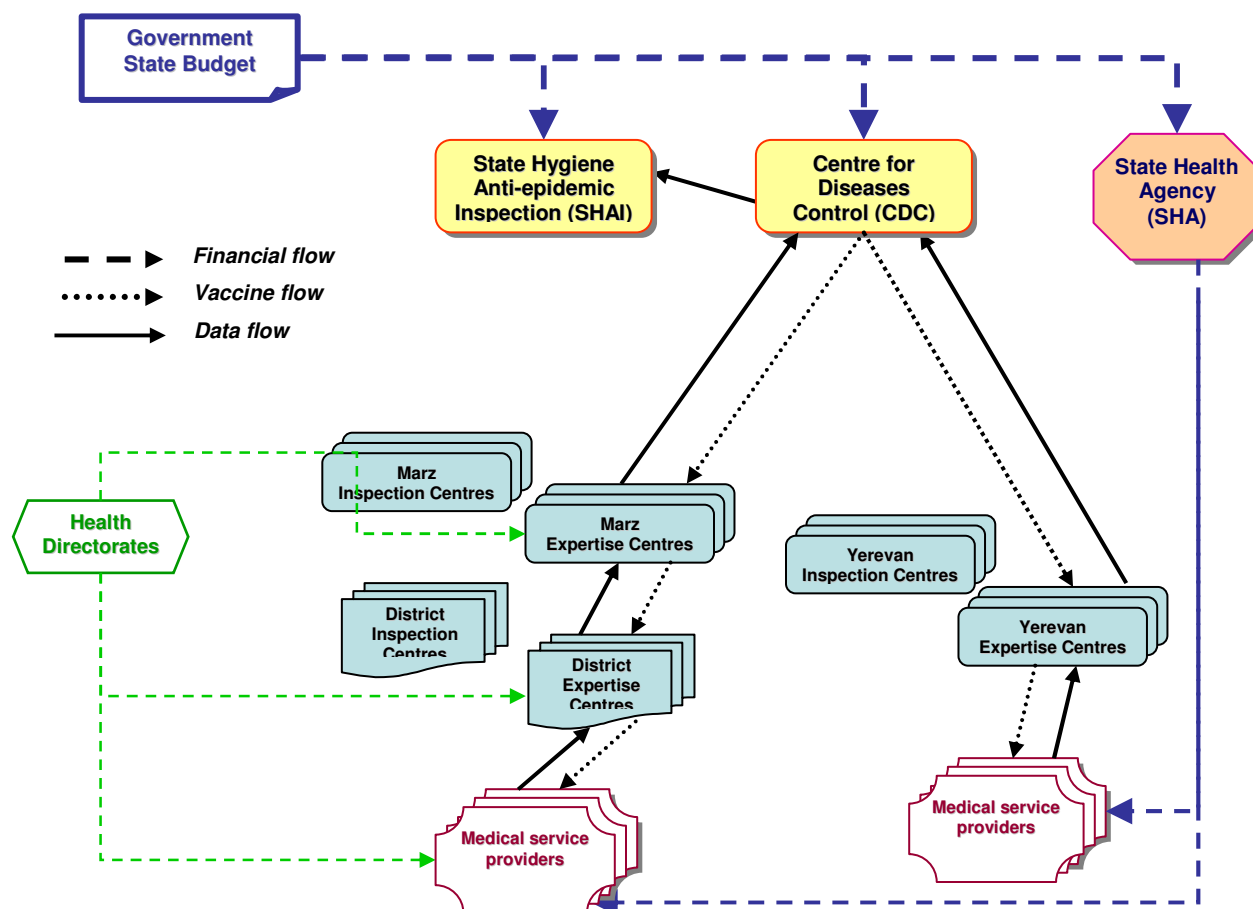 Government
State Budget
State Hygiene
Anti-epidemic
Inspection (SHAI)
Centre for
Diseases
Control (CDC)
State Health
Agency
(SHA)
Financial flow
Vaccine flow
Data flow
Marz
Inspection Centres
Marz
Expertise Centres
Health
Directorates
Yerevan
Inspection Centres
District
Inspection
Centres
Yerevan
Expertise Centres
District
Expertise
Centres
Medical service
providers
Medical service
providers